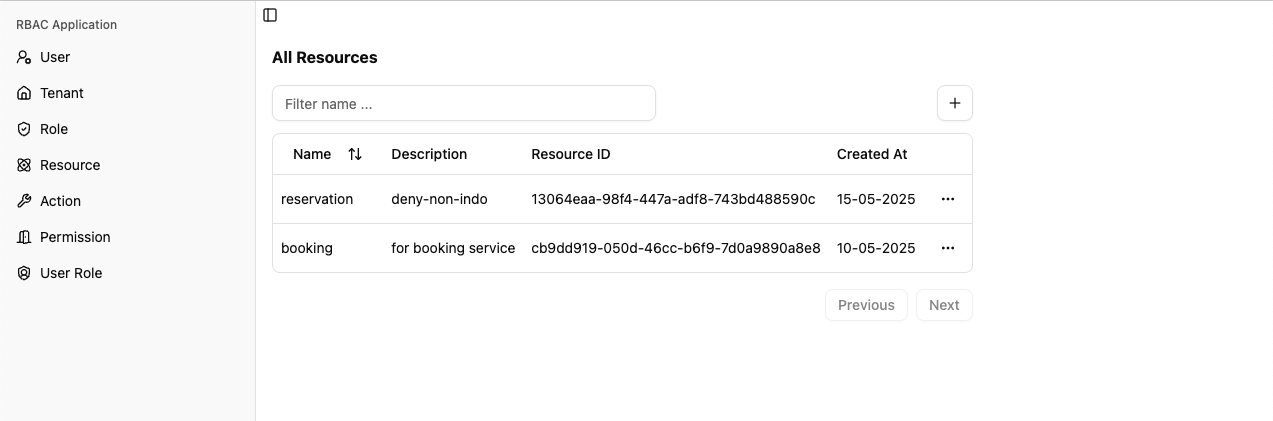 RBAC Application
User
Tenant
Role
Resource
Action
Permission
User Role
All Resources
Filter name ...
Name Description Resource ID Created At
reservation deny-non-indo 13064eaa-98f4-447a-adf8-743bd488590c 15-05-2025
booking for booking service cb9dd919-050d-46cc-b6f9-7d0a9890a8e8 10-05-2025
Previous Next